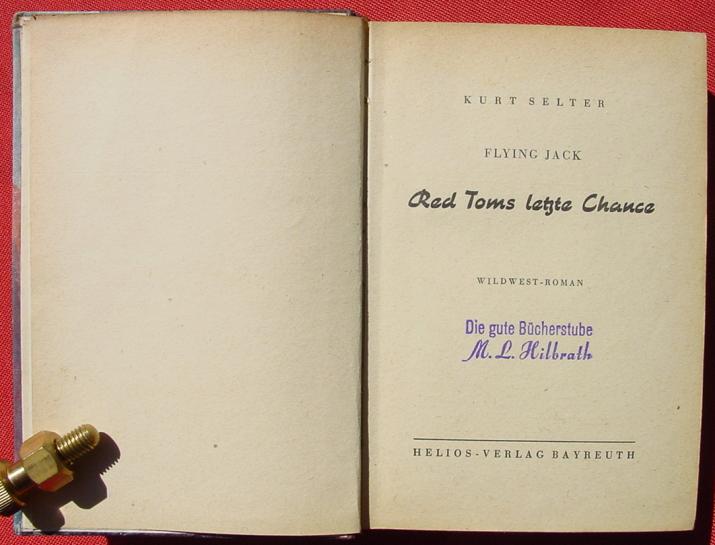 KURT SELTER
FLYING JACK
Red Toms letzte Chance
WILDWEST-ROMAN
Die gute Bücherstube
M. L. Hilbrath
HELIOS-VERLAG BAYREUTH